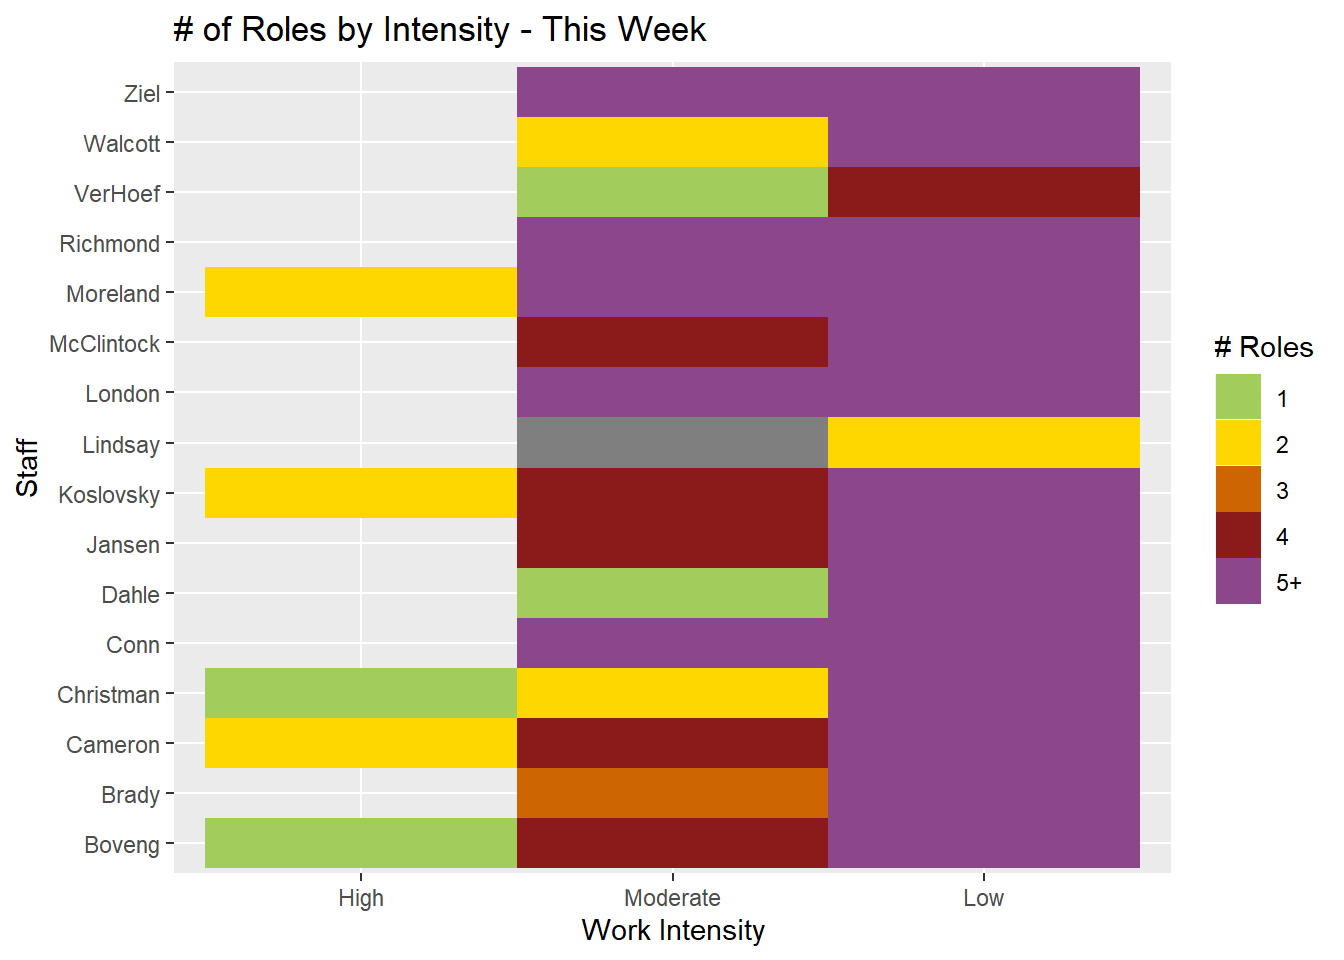 # of Roles by Intensity - This Week
Staff
Ziel
Walcott
VerHoef
Richmond
Moreland
McClintock
London
Lindsay
Koslovsky
Jansen
Dahle
Conn
Christman
Cameron
Brady
Boveng
High Moderate Low
Work Intensity
# Roles
1
2
3
4
5+